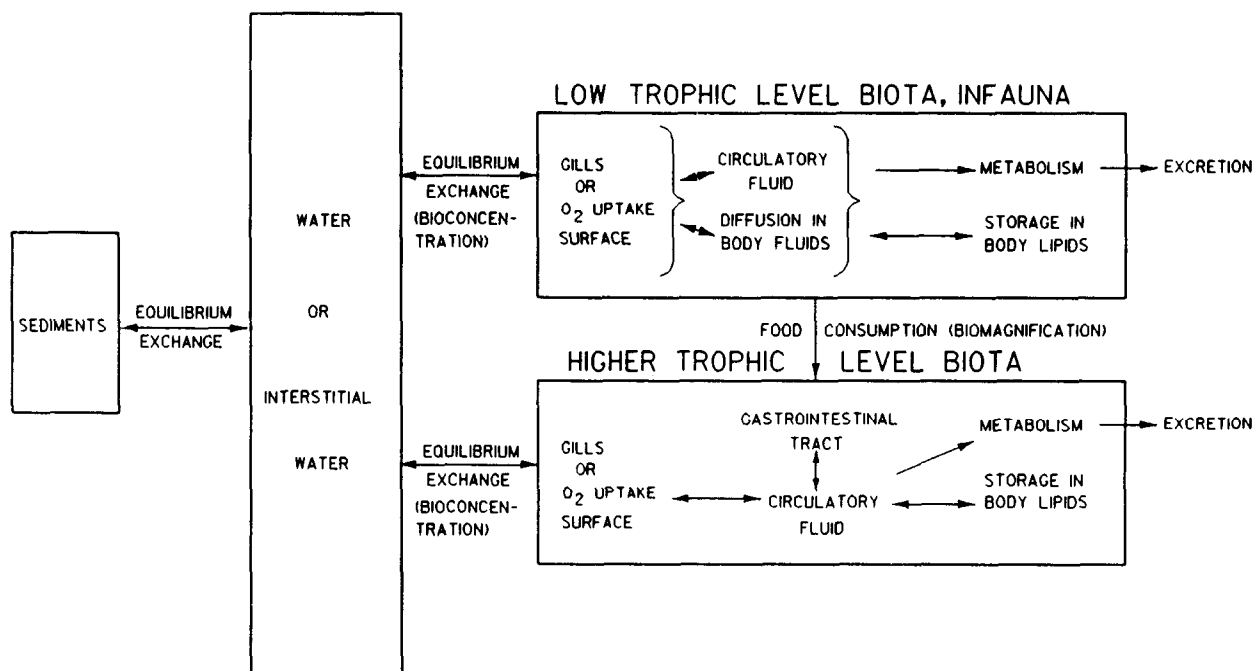 SEDIMENTS
EQUILIBRIUM
EXCHANGE
WATER
OR
INTERSTITIAL
WATER
EQUILIBRIUM
EXCHANGE
(BIOCONCEN-
TRATION)
LOW TROPHIC LEVEL BIOTA, INFAUNA
GILLS
OR
O2 UPTAKE
SURFACE
CIRCULATORY
FLUID
DIFFUSION IN
BODY FLUIDS
METABOLISM
EXCRETION
STORAGE IN
BODY LIPIDS
FOOD CONSUMPTION (BIOMAGNIFICATION)
HIGHER TROPHIC LEVEL BIOTA
EQUILIBRIUM
EXCHANGE
(BIOCONCEN-
TRATION)
GILLS
OR
O2 UPTAKE
SURFACE
GASTROINTESTINAL
TRACT
CIRCULATORY
FLUID
METABOLISM
EXCRETION
STORAGE IN
BODY LIPIDS